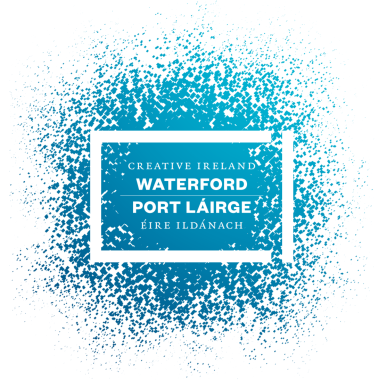 CREATIVE IRELAND
WATERFORD
PORT LÁIRGE
ÉIRE ILDÁNACH